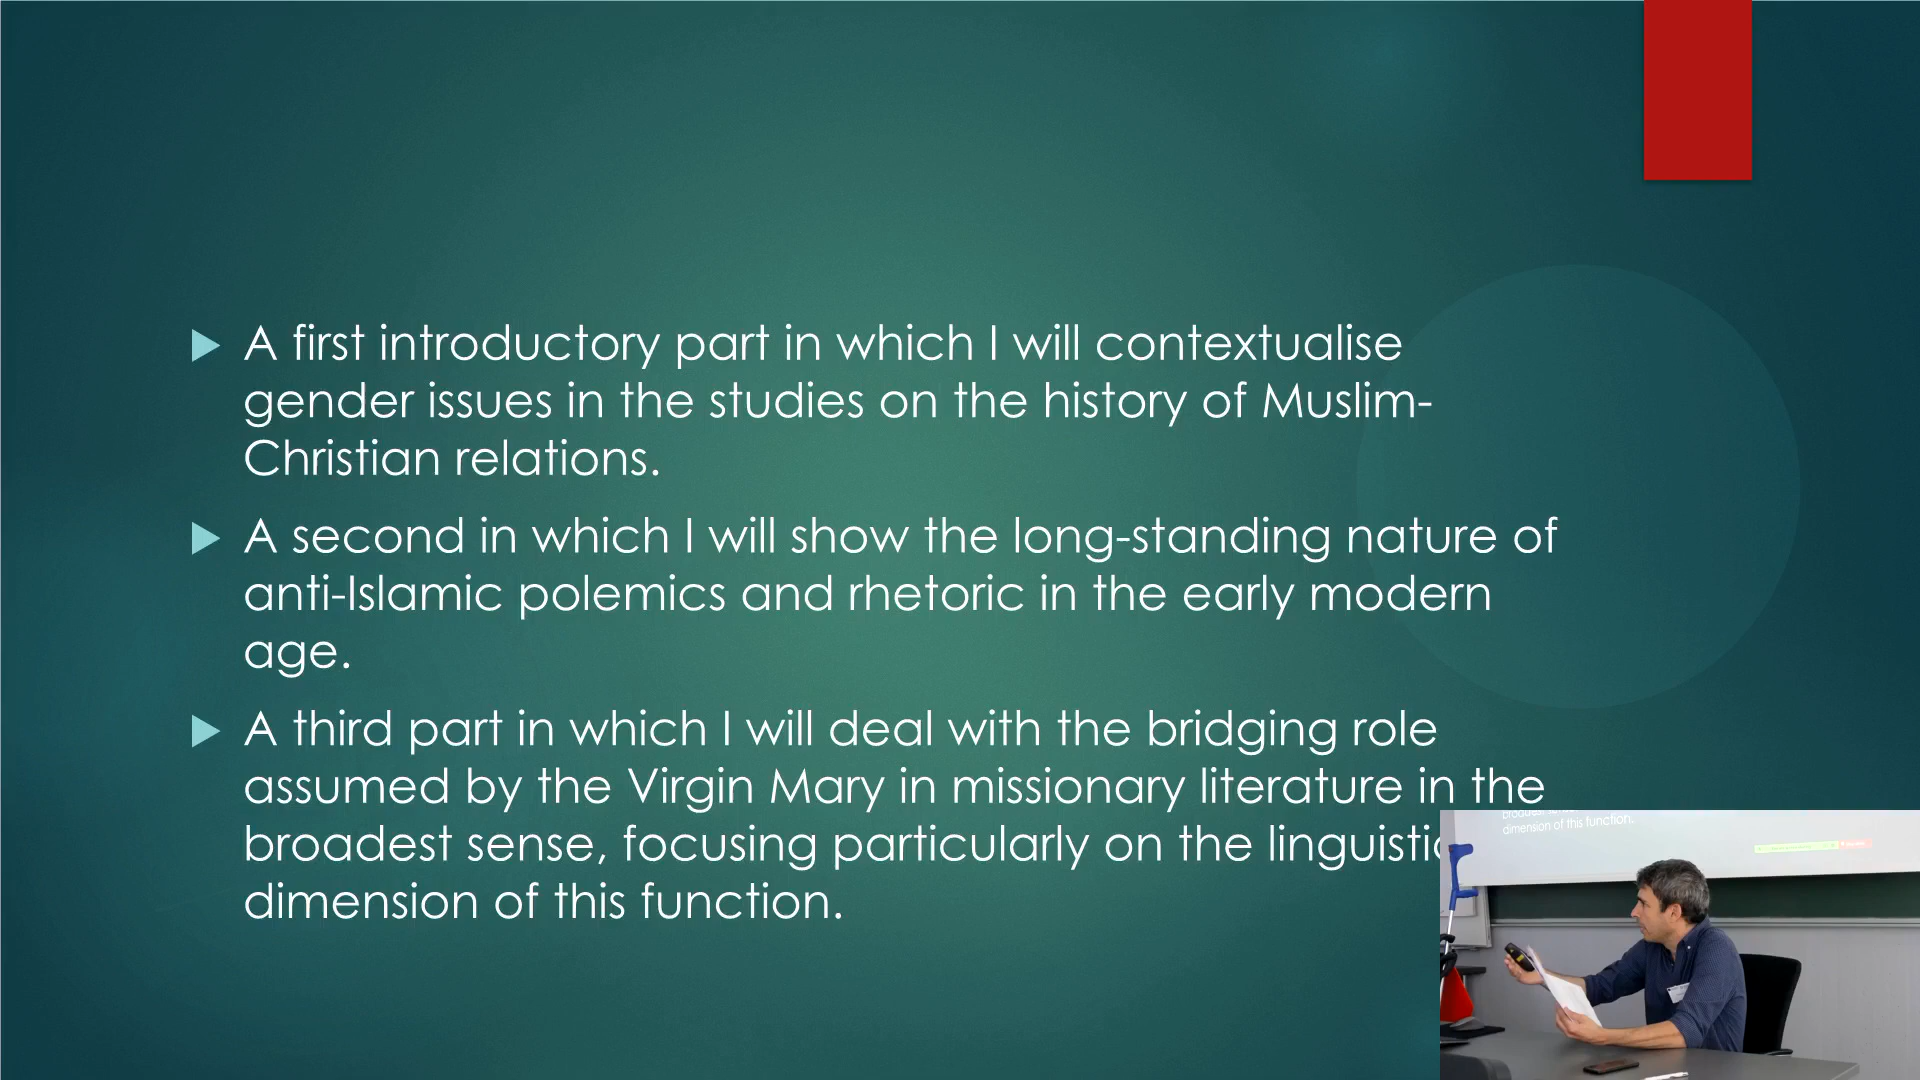 A first introductory part in which I will contextualise
gender issues in the studies on the history of Muslim-
Christian relations.
A second in which I will show the long-standing nature of
anti-Islamic polemics and rhetoric in the early modern
age.
A third part in which I will deal with the bridging role
assumed by the Virgin Mary in missionary literature in the
broadest sense, focusing particularly on the linguistic
dimension of this function.
dimension of this function.